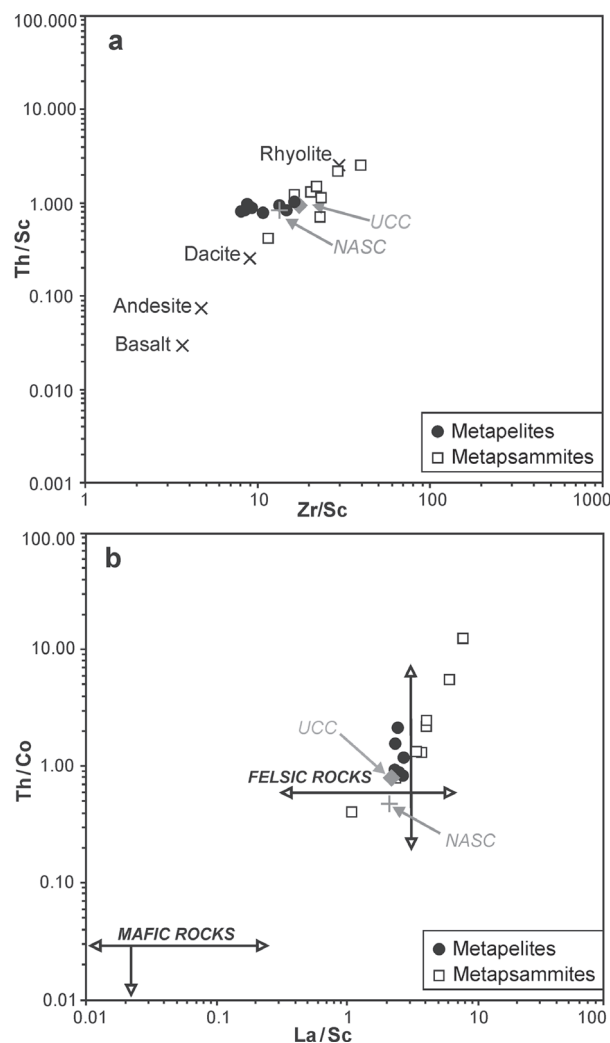 100.000
a
10.000
Rhyolite
1.000
UCC
NASC
Th/Sc
Dacite
0.100
Andesite
Basalt
0.010
Metapelites
Metapsammites
0.001
1 10 100 1000
Zr/Sc
100.00
b
10.00
UCC
1.00
FELSIC ROCKS
Th/Co
NASC
0.10
MAFIC ROCKS
Metapelites
Metapsammites
0.01
0.01 0.1 1 10 100
La/Sc